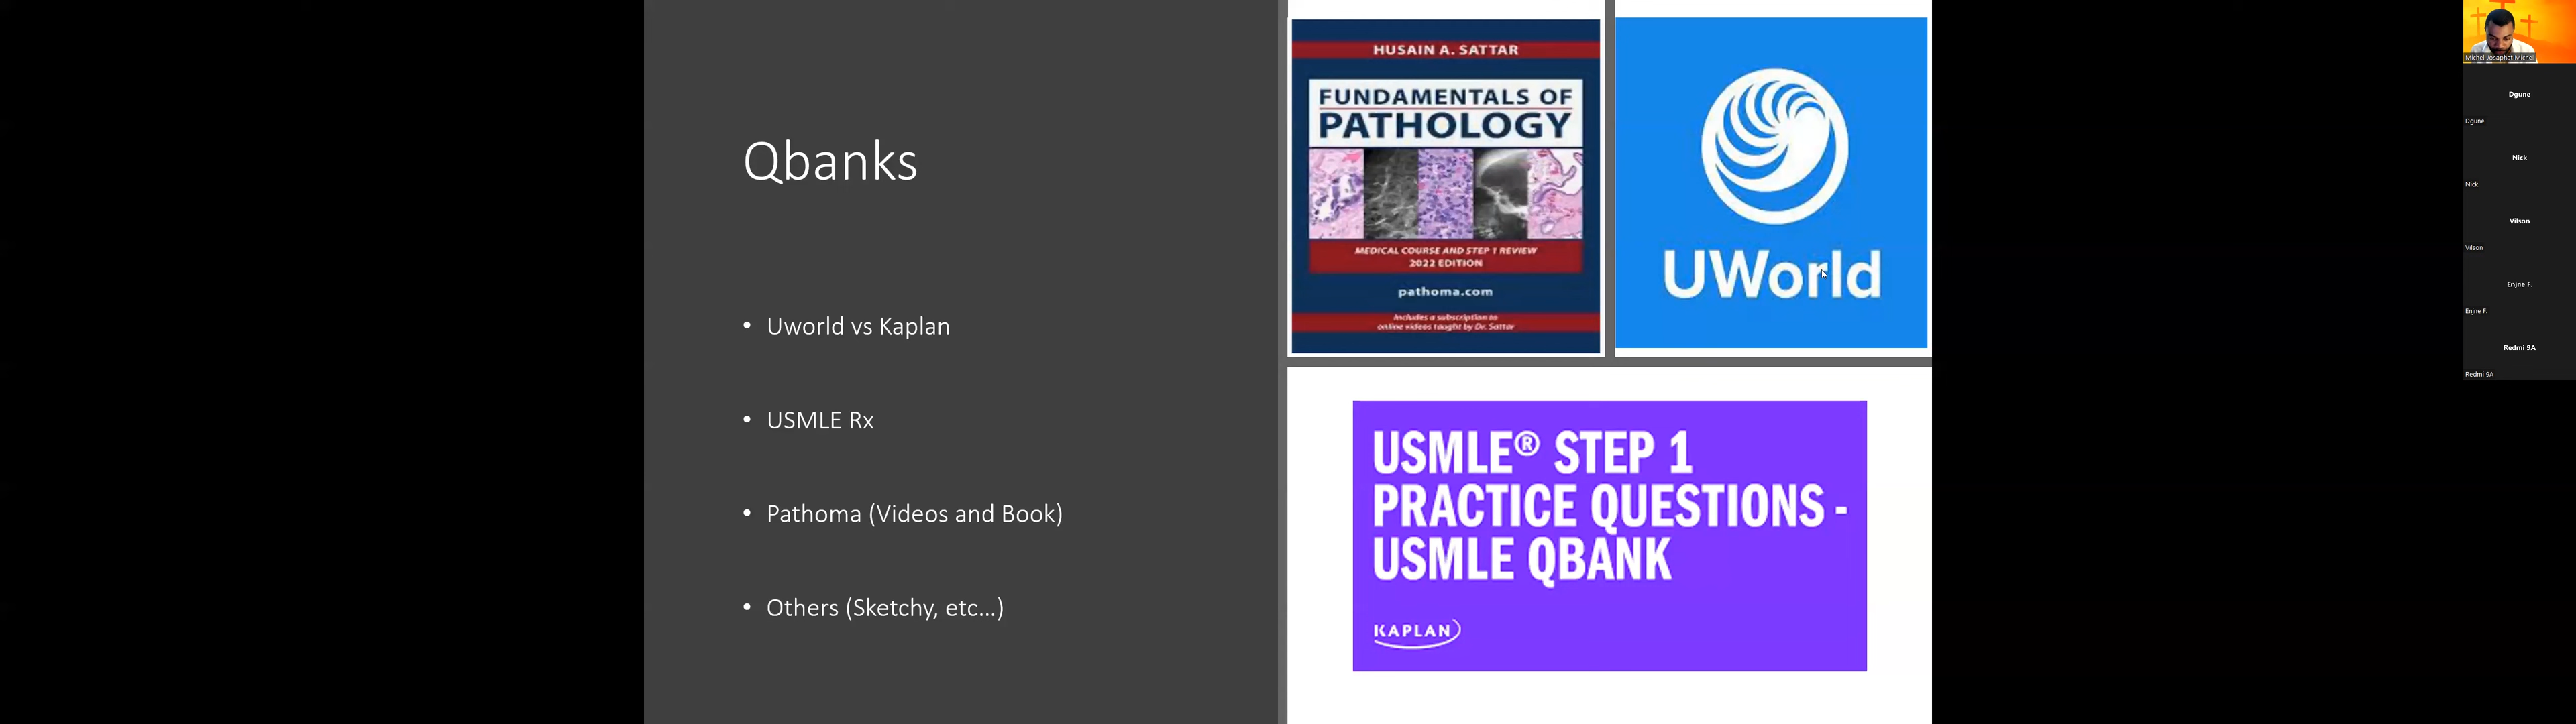 Qbanks
• Uworld vs Kaplan
• USMLE Rx
• Pathoma (Videos and Book)
• Others (Sketchy, etc...)
HUSAIN A. SATTAR
FUNDAMENTALS OF
PATHOLOGY
MEDICAL COURSE AND STEP 1 REVIEW
2022 EDITION
pathoma.com
Includes a subscription to
online videos taught by Dr. Sattar
UWorld
USMLE® STEP 1
PRACTICE QUESTIONS -
USMLE QBANK
KAPLAN
Michel Josaphat Michel
Dgune
Dgune
Nick
Nick
Vilson
Vilson
Enjne F.
Enjne F.
Redmi 9A
Redmi 9A